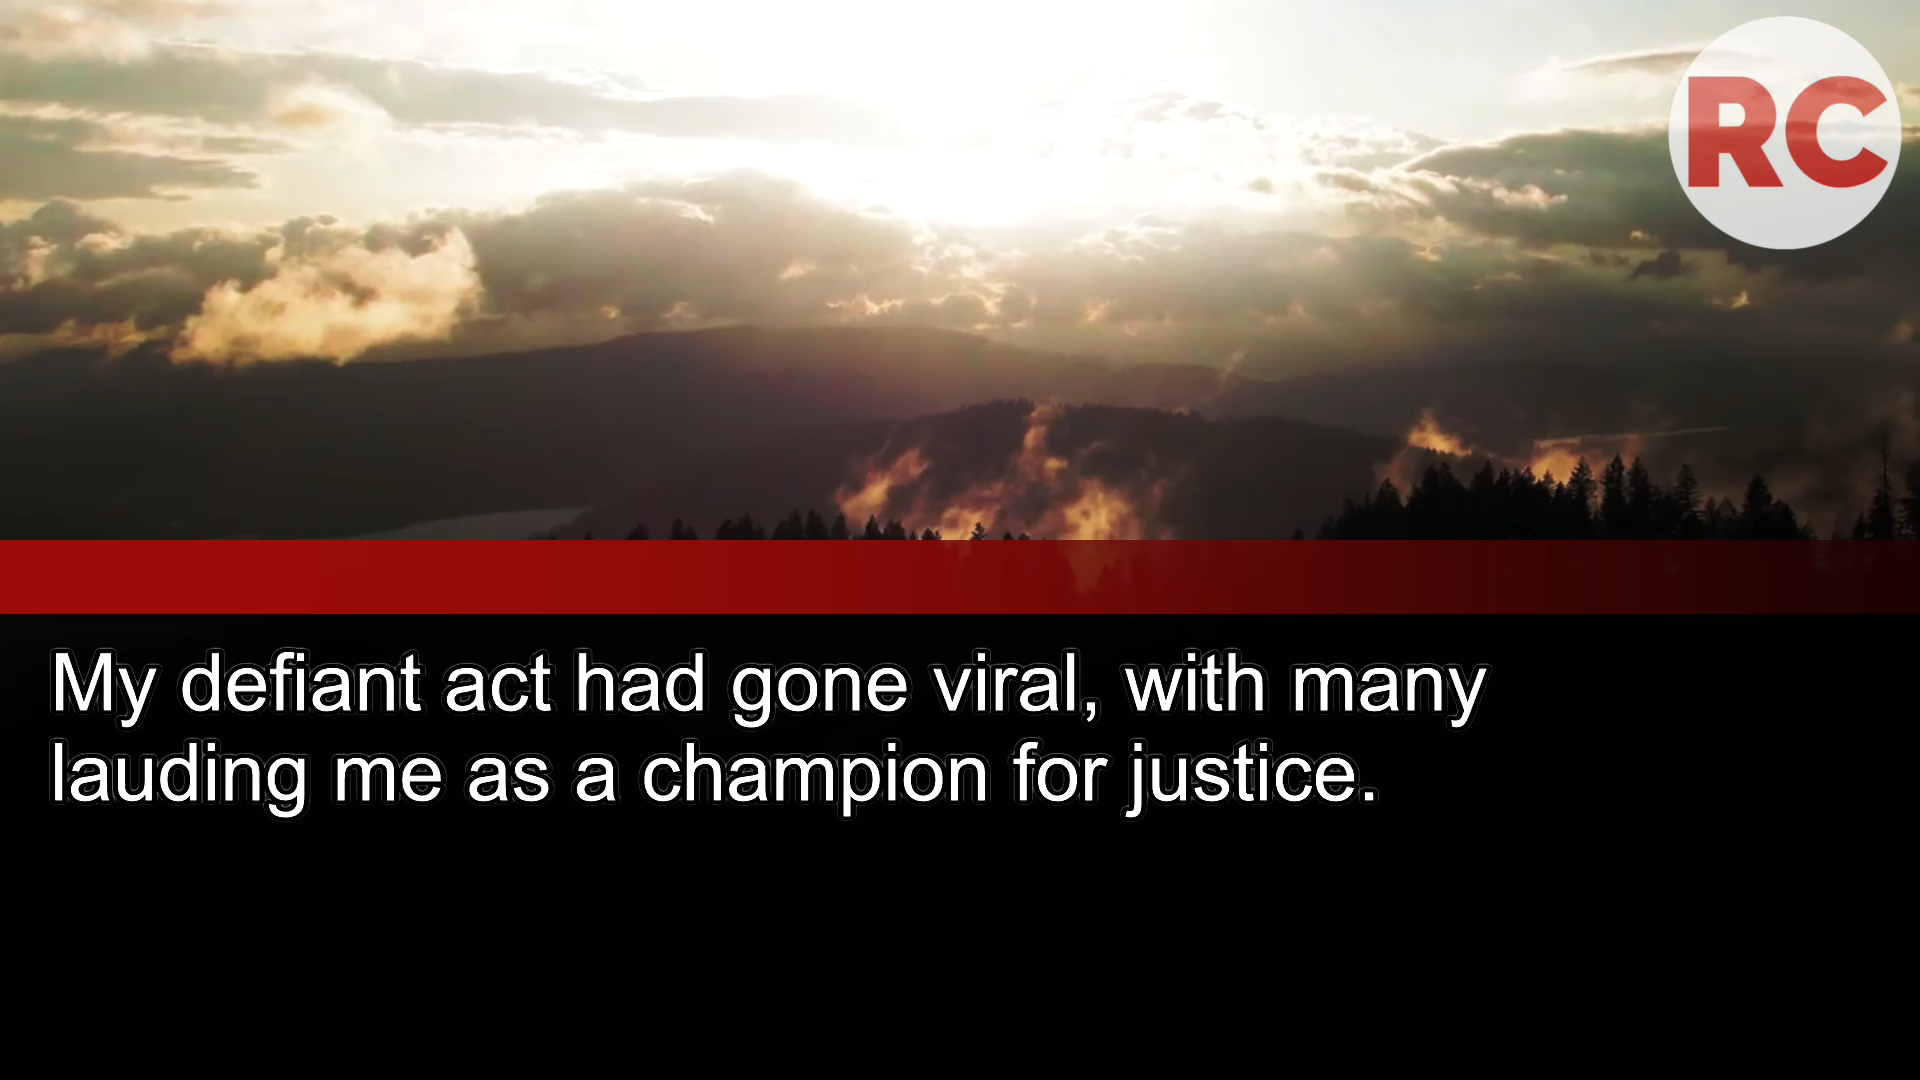 RC
My defiant act had gone viral, with many
lauding me as a champion for justice.